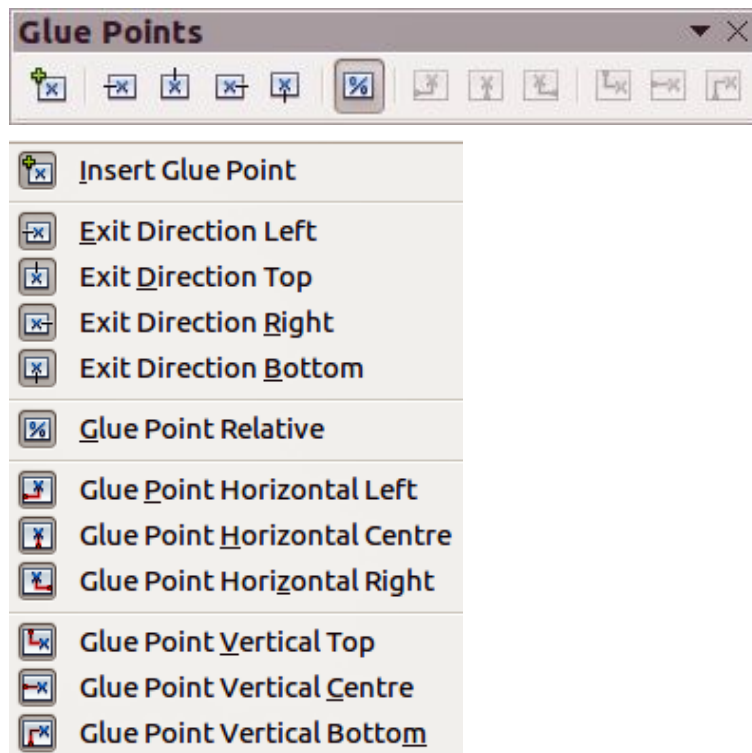 Glue Points
Insert Glue Point
Exit Direction Left
Exit Direction Top
Exit Direction Right
Exit Direction Bottom
Glue Point Relative
Glue Point Horizontal Left
Glue Point Horizontal Centre
Glue Point Horizontal Right
Glue Point Vertical Top
Glue Point Vertical Centre
Glue Point Vertical Bottom